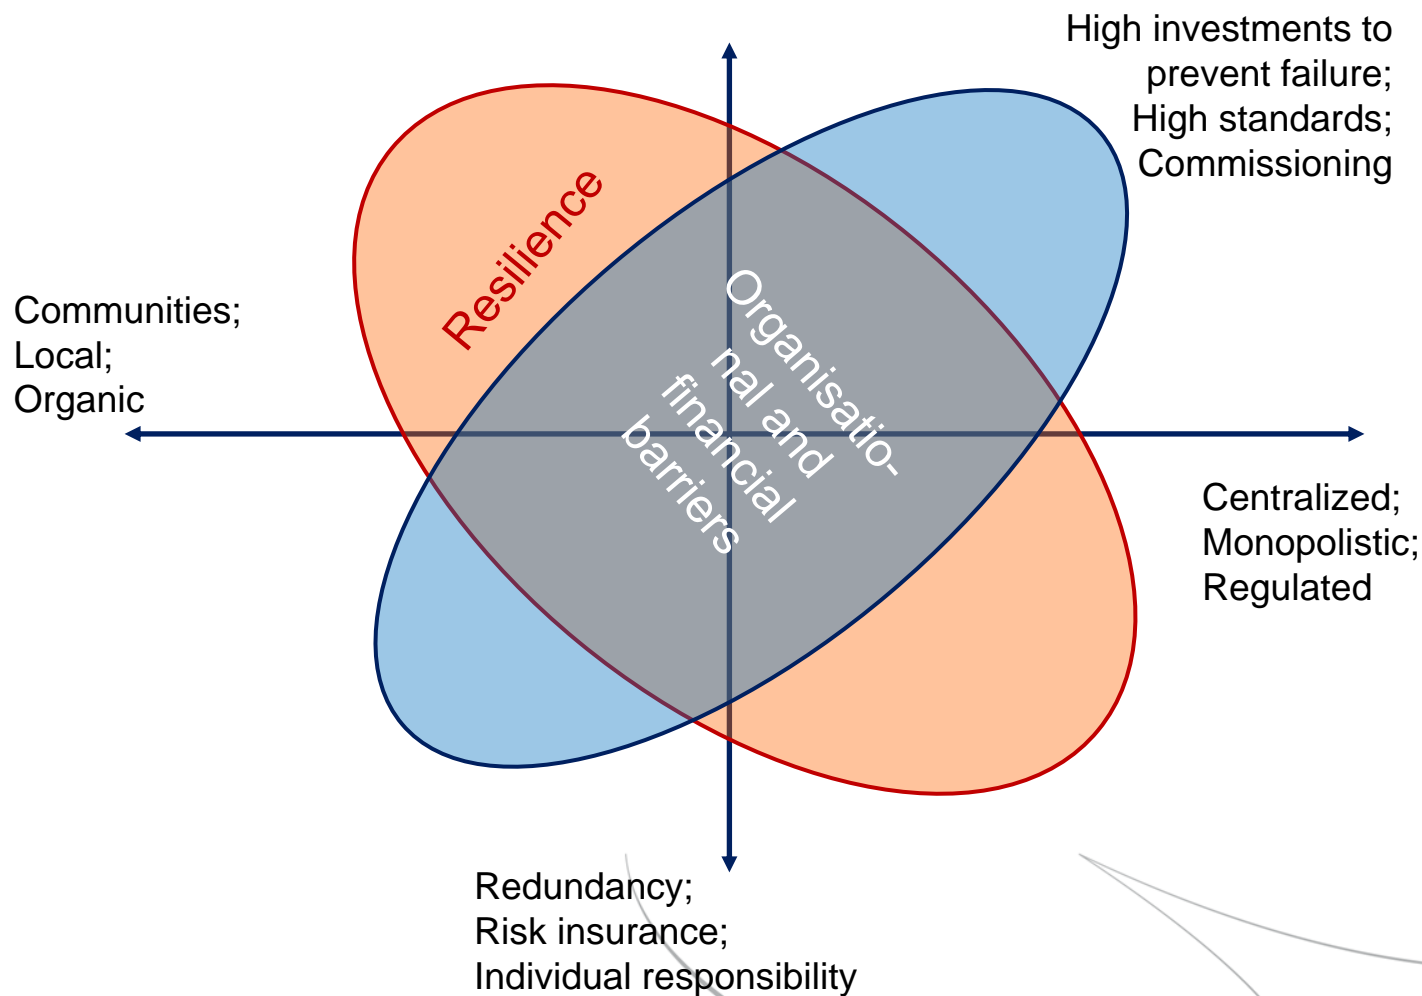 High investments to
prevent failure;
High standards;
Commissioning
Resilience
Communities;
Local;
Organic
Organisatio-
nal and
financial
barriers
Centralized;
Monopolistic;
Regulated
Redundancy;
Risk insurance;
Individual responsibility